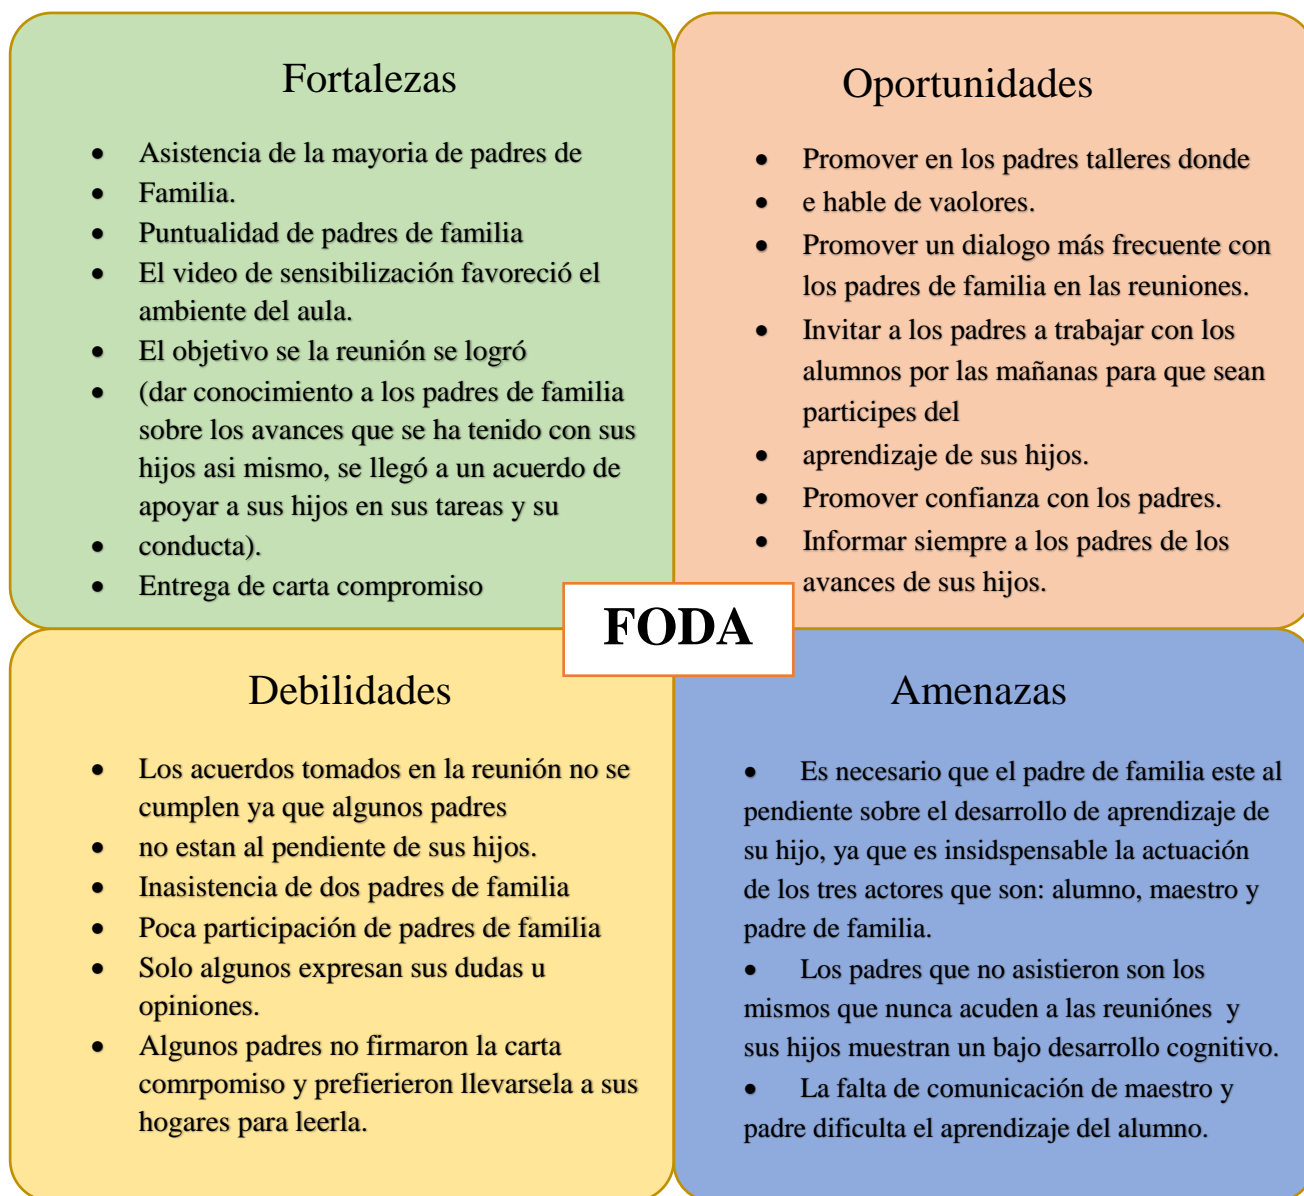 Fortalezas
• Asistencia de la mayoria de padres de
• Familia.
• Puntualidad de padres de familia
• El video de sensibilización favoreció el
ambiente del aula.
• El objetivo se la reunión se logró
• (dar conocimiento a los padres de familia
sobre los avances que se ha tenido con sus
hijos asi mismo, se llegó a un acuerdo de
apoyar a sus hijos en sus tareas y su
• conducta).
• Entrega de carta compromiso
Oportunidades
• Promover en los padres talleres donde
• e hable de vaolores.
• Promover un dialogo más frecuente con
los padres de familia en las reuniones.
• Invitar a los padres a trabajar con los
alumnos por las mañanas para que sean
participes del
• aprendizaje de sus hijos.
• Promover confianza con los padres.
• Informar siempre a los padres de los
avances de sus hijos.
FODA
Debilidades
• Los acuerdos tomados en la reunión no se
cumplen ya que algunos padres
• no estan al pendiente de sus hijos.
• Inasistencia de dos padres de familia
• Poca participación de padres de familia
• Solo algunos expresan sus dudas u
opiniones.
• Algunos padres no firmaron la carta
comrpomiso y prefierieron llevarsela a sus
hogares para leerla.
Amenazas
• Es necesario que el padre de familia este al
pendiente sobre el desarrollo de aprendizaje de
su hijo, ya que es insidspensable la actuación
de los tres actores que son: alumno, maestro y
padre de familia.
• Los padres que no asistieron son los
mismos que nunca acuden a las reuniónes y
sus hijos muestran un bajo desarrollo cognitivo.
• La falta de comunicación de maestro y
padre dificulta el aprendizaje del alumno.